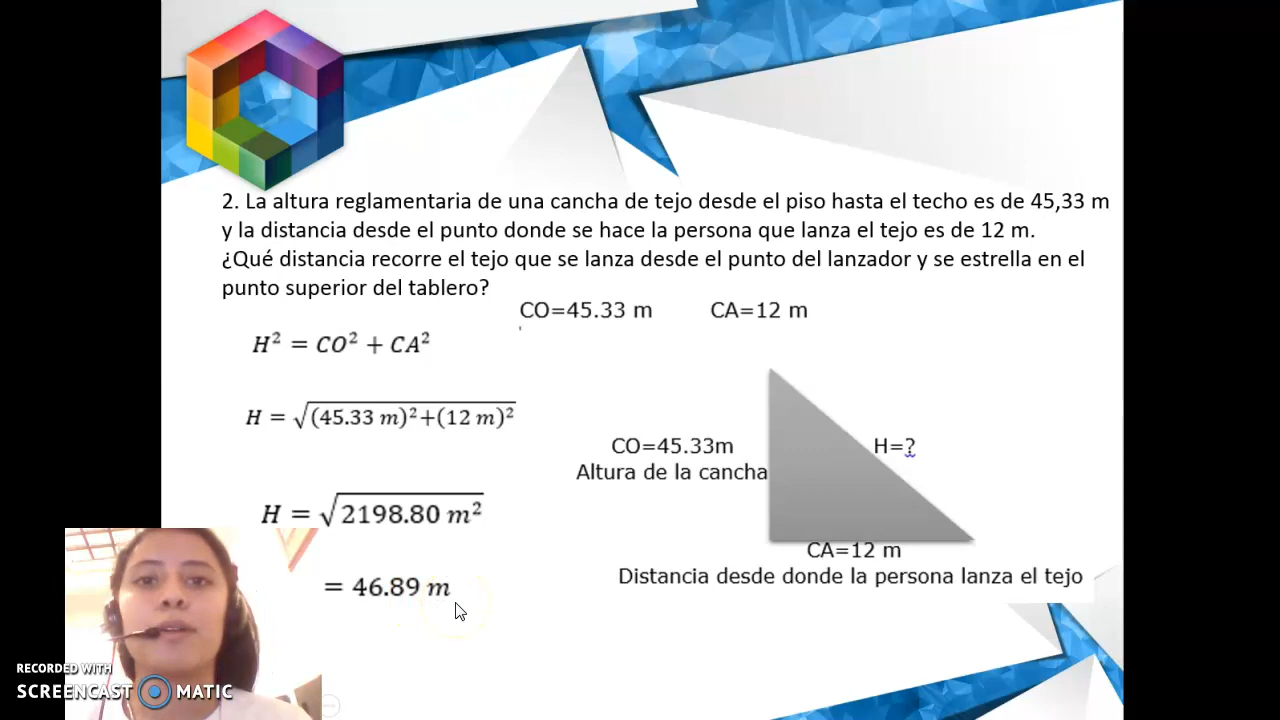 2. La altura reglamentaria de una cancha de tejo desde el piso hasta el techo es de 45,33 m
y la distancia desde el punto donde se hace la persona que lanza el tejo es de 12 m.
¿Qué distancia recorre el tejo que se lanza desde el punto del lanzador y se estrella en el
punto superior del tablero?
CO=45.33 m CA=12 m
H² = CO² + CA²
H = √(45.33 m)²+(12 m)²
CO=45.33m
H=?
Altura de la cancha
H = √2198.80 m²
CA=12 m
Distancia desde donde la persona lanza el tejo
= 46.89 m
RECORDED WITH
SCREENCAST MATIC